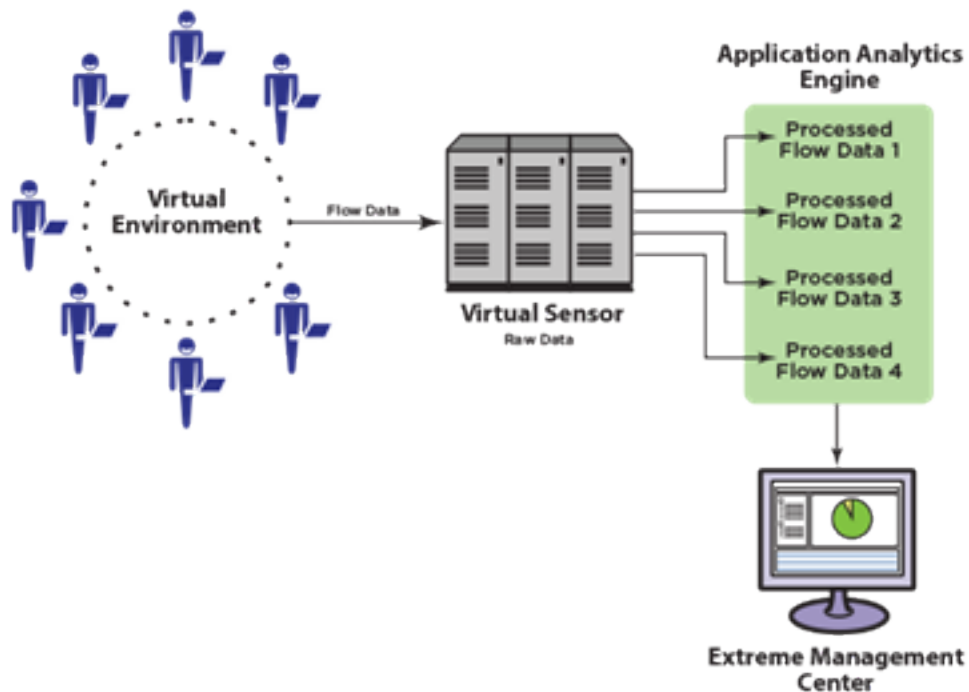 Application Analytics
Engine
Processed
Flow Data 1
Virtual
Environment
Flow Data
Processed
Flow Data 2
Processed
Flow Data 3
Virtual Sensor
Raw Data
Processed
Flow Data 4
Extreme Management
Center